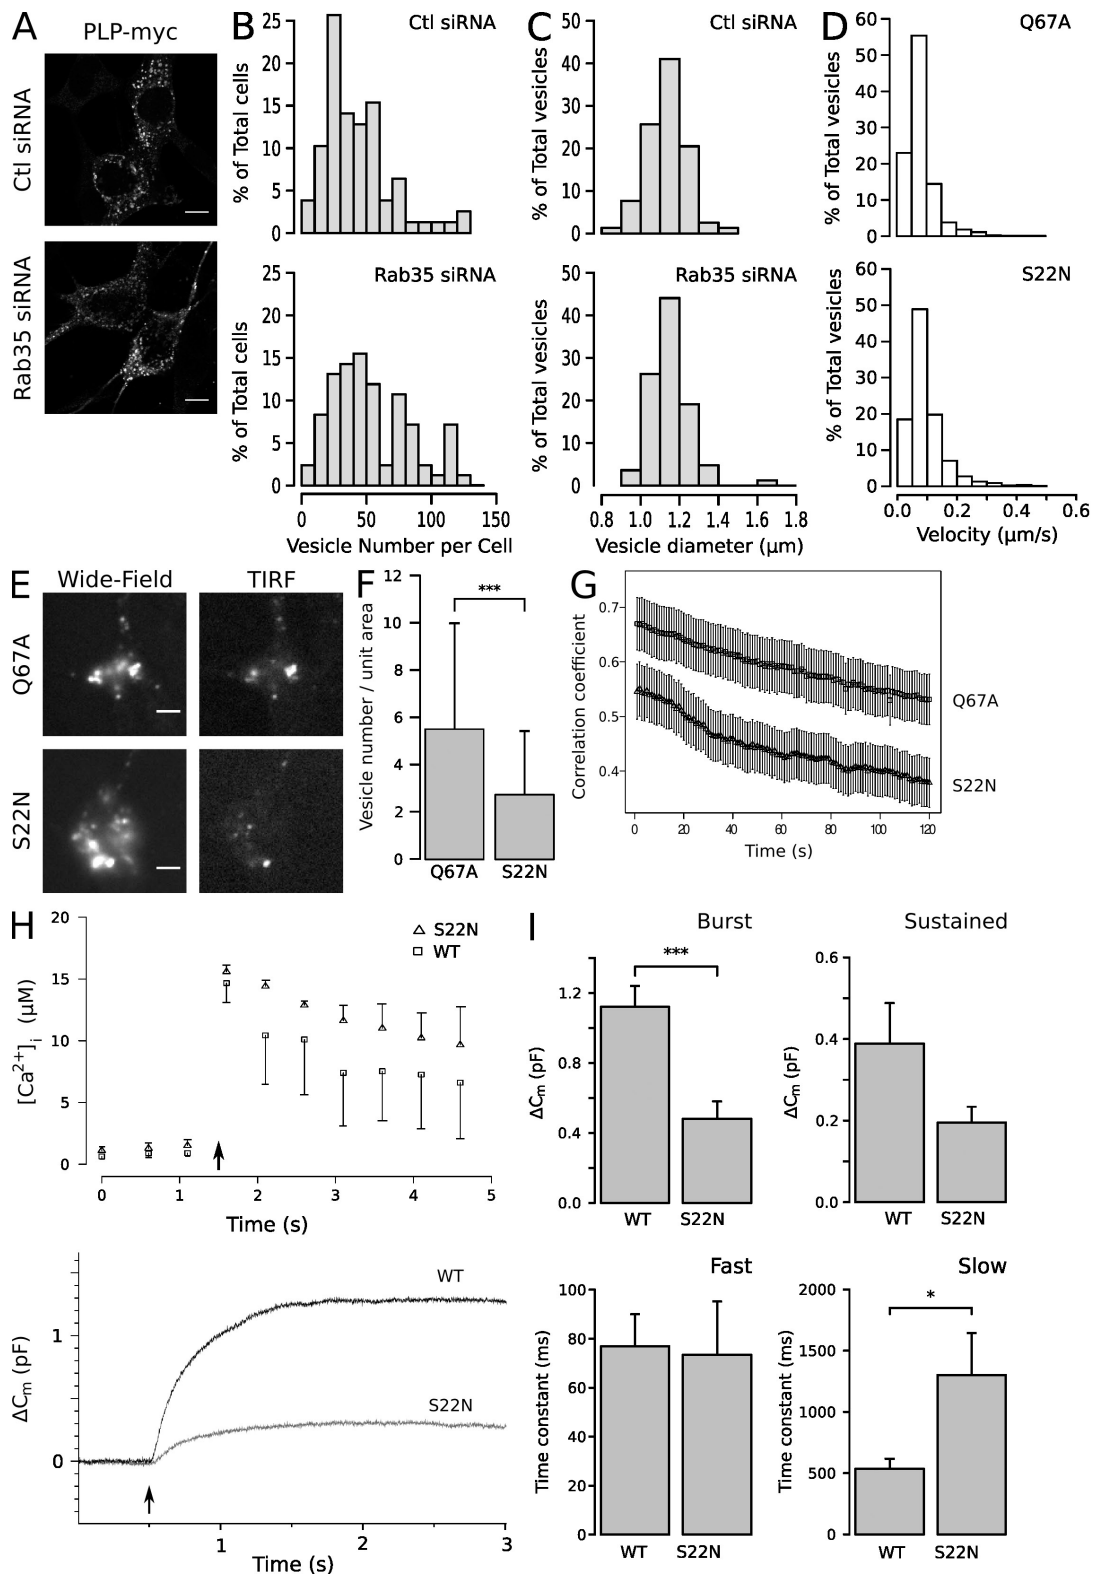 A
PLP-myc
Ctl siRNA
Rab35 siRNA
B
Ctl siRNA
% of Total cells
25
20
25
10
5
0
Rab35 siRNA
% of Total cells
25
20
15
10
5
0
0 50 100 150
Vesicle Number per Cell
C
Ctl siRNA
% of Total vesicles
50
40
30
20
10
0
Rab35 siRNA
% of Total vesicles
50
40
30
20
10
0
0.8 1.0 1.2 1.4 1.6 1.8
Vesicle diameter (µm)
D
Q67A
% of Total vesicles
60
50
40
30
20
10
0
S22N
% of Total vesicles
60
50
40
30
20
10
0
0.0 0.2 0.4 0.6
Velocity (µm/s)
E
Wide-Field TIRF
Q67A
S22N
F
Vesicle number / unit area
12
10
8
6
4
2
0
***
Q67A S22N
G
Correlation coefficient
0.7
0.6
0.5
0.4
Q67A
S22N
0 20 40 60 80 100 120
Time (s)
H
[Ca2+]i (µM)
20
15
10
5
0
S22N
WT
0 1 2 3 4 5
Time (s)
ΔCm (pF)
1
0
WT
S22N
1 2 3
Time (s)
I
Burst
ΔCm (pF)
1.2
0.8
0.4
0.0
***
WT S22N
Sustained
ΔCm (pF)
0.6
0.4
0.2
0.0
WT S22N
Fast
Time constant (ms)
100
80
60
40
20
0
WT S22N
Slow
Time constant (ms)
2000
1500
1000
500
0
*
WT S22N